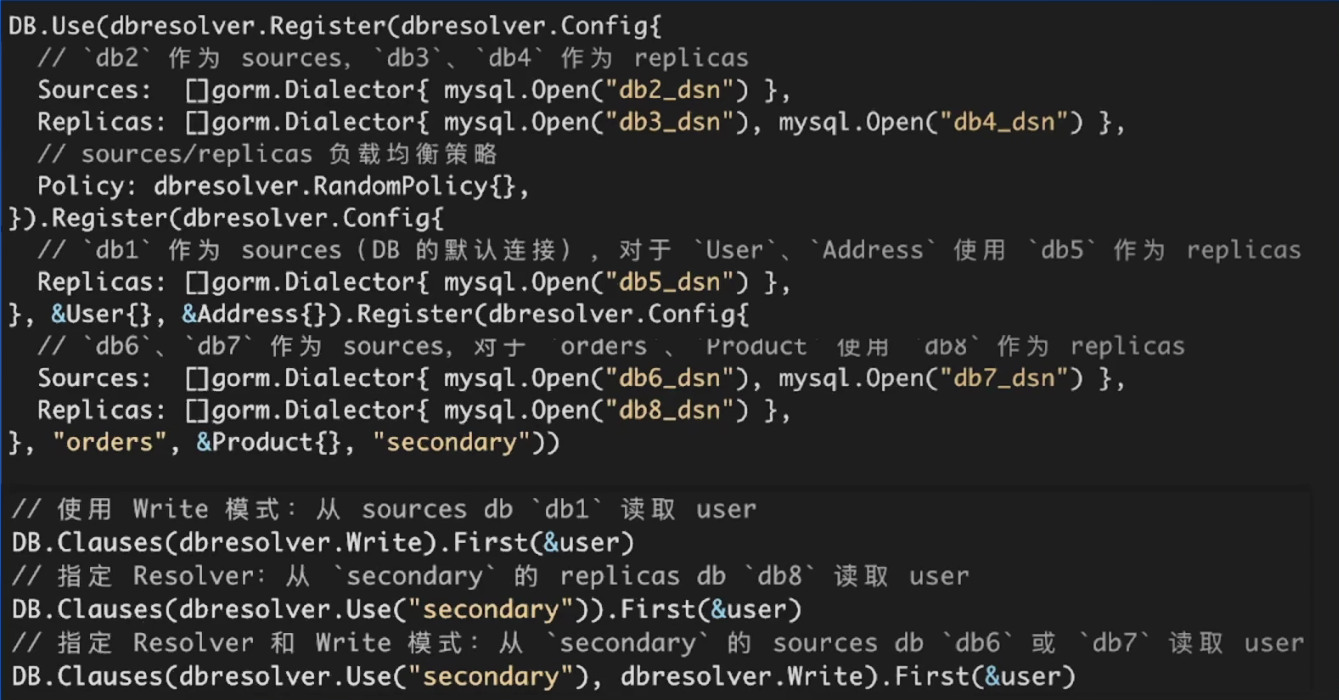 DB.Use(dbresolver.Register(dbresolver.Config{
  // `db2` 作为 sources, `db3`、`db4` 作为 replicas
  Sources:  []gorm.Dialector{ mysql.Open("db2_dsn") },
  Replicas: []gorm.Dialector{ mysql.Open("db3_dsn"), mysql.Open("db4_dsn") },
  // sources/replicas 负载均衡策略
  Policy: dbresolver.RandomPolicy{},
}).Register(dbresolver.Config{
  // `db1` 作为 sources（DB 的默认连接）, 对于 `User`、`Address` 使用 `db5` 作为 replicas
  Replicas: []gorm.Dialector{ mysql.Open("db5_dsn") },
}, &User{}, &Address{}).Register(dbresolver.Config{
  // `db6`、`db7` 作为 sources, 对于 orders 、 Product 使用 db8` 作为 replicas
  Sources:  []gorm.Dialector{ mysql.Open("db6_dsn"), mysql.Open("db7_dsn") },
  Replicas: []gorm.Dialector{ mysql.Open("db8_dsn") },
}, "orders", &Product{}, "secondary"))
// 使用 Write 模式: 从 sources db `db1` 读取 user
DB.Clauses(dbresolver.Write).First(&user)
// 指定 Resolver: 从 `secondary` 的 replicas db `db8` 读取 user
DB.Clauses(dbresolver.Use("secondary")).First(&user)
// 指定 Resolver 和 Write 模式: 从 `secondary` 的 sources db `db6` 或 `db7` 读取 user
DB.Clauses(dbresolver.Use("secondary"), dbresolver.Write).First(&user)